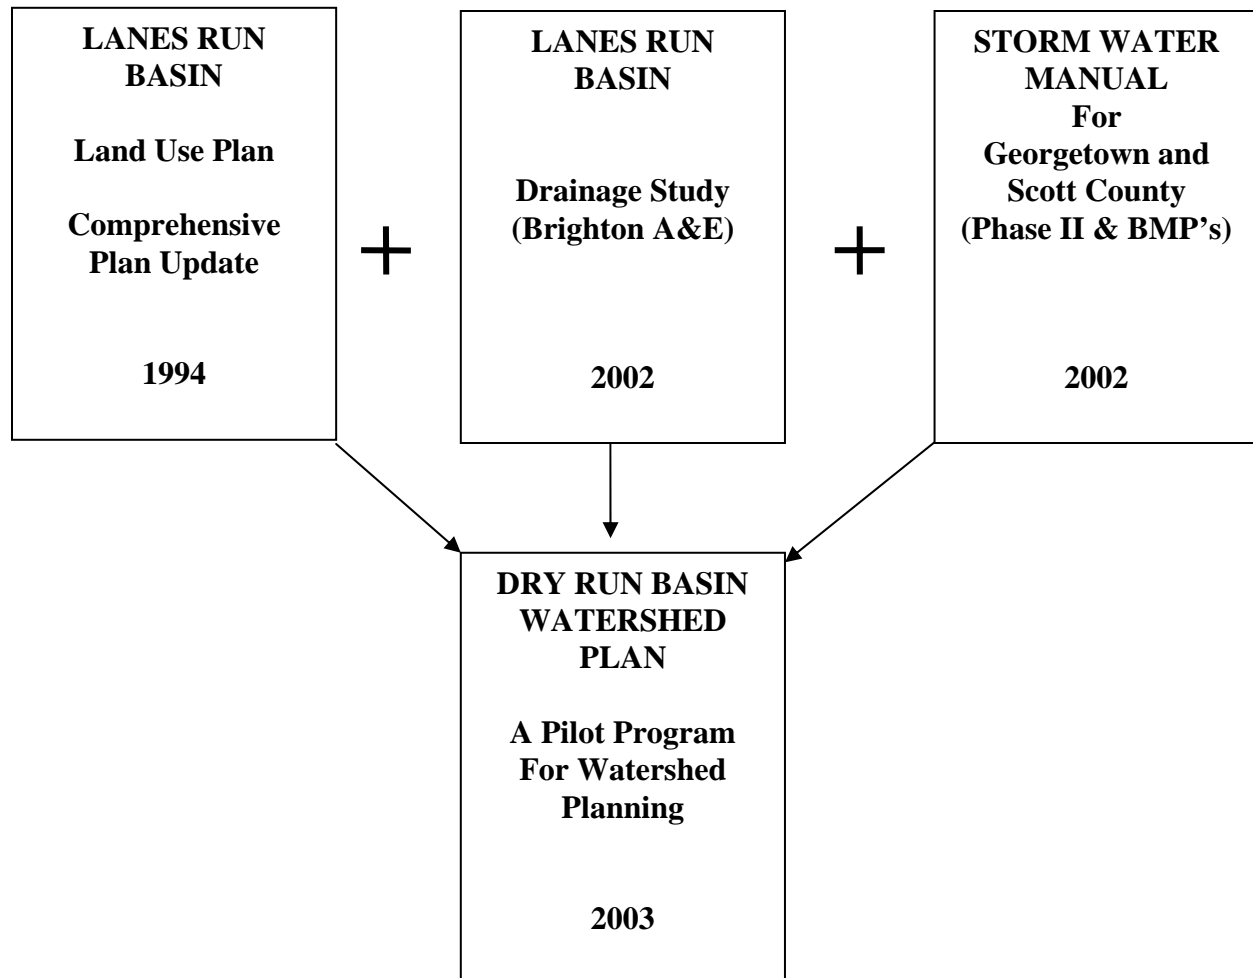 LANES RUN
BASIN
Land Use Plan
Comprehensive
Plan Update
1994
+
LANES RUN
BASIN
Drainage Study
(Brighton A&E)
2002
+
STORM WATER
MANUAL
For
Georgetown and
Scott County
(Phase II & BMP’s)
2002
DRY RUN BASIN
WATERSHED
PLAN
A Pilot Program
For Watershed
Planning
2003